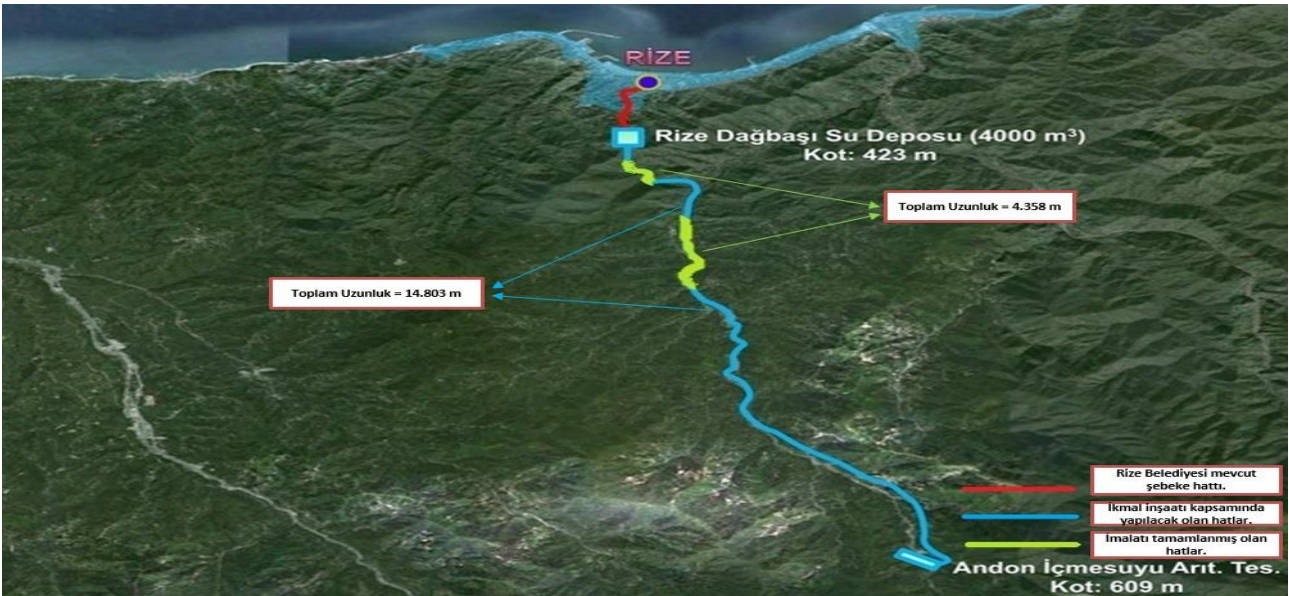 RİZE
Rize Dağbaşı Su Deposu (4000 m³)
Kot: 423 m
Toplam Uzunluk = 4.358 m
Toplam Uzunluk = 14.803 m
Rize Belediyesi mevcut
şebeke hattı.
İkmal inşaatı kapsamında
yapılacak olan hatlar.
İmalatı tamamlanmış olan
hatlar.
Andon İçmesuyu Arıt. Tes.
Kot: 609 m